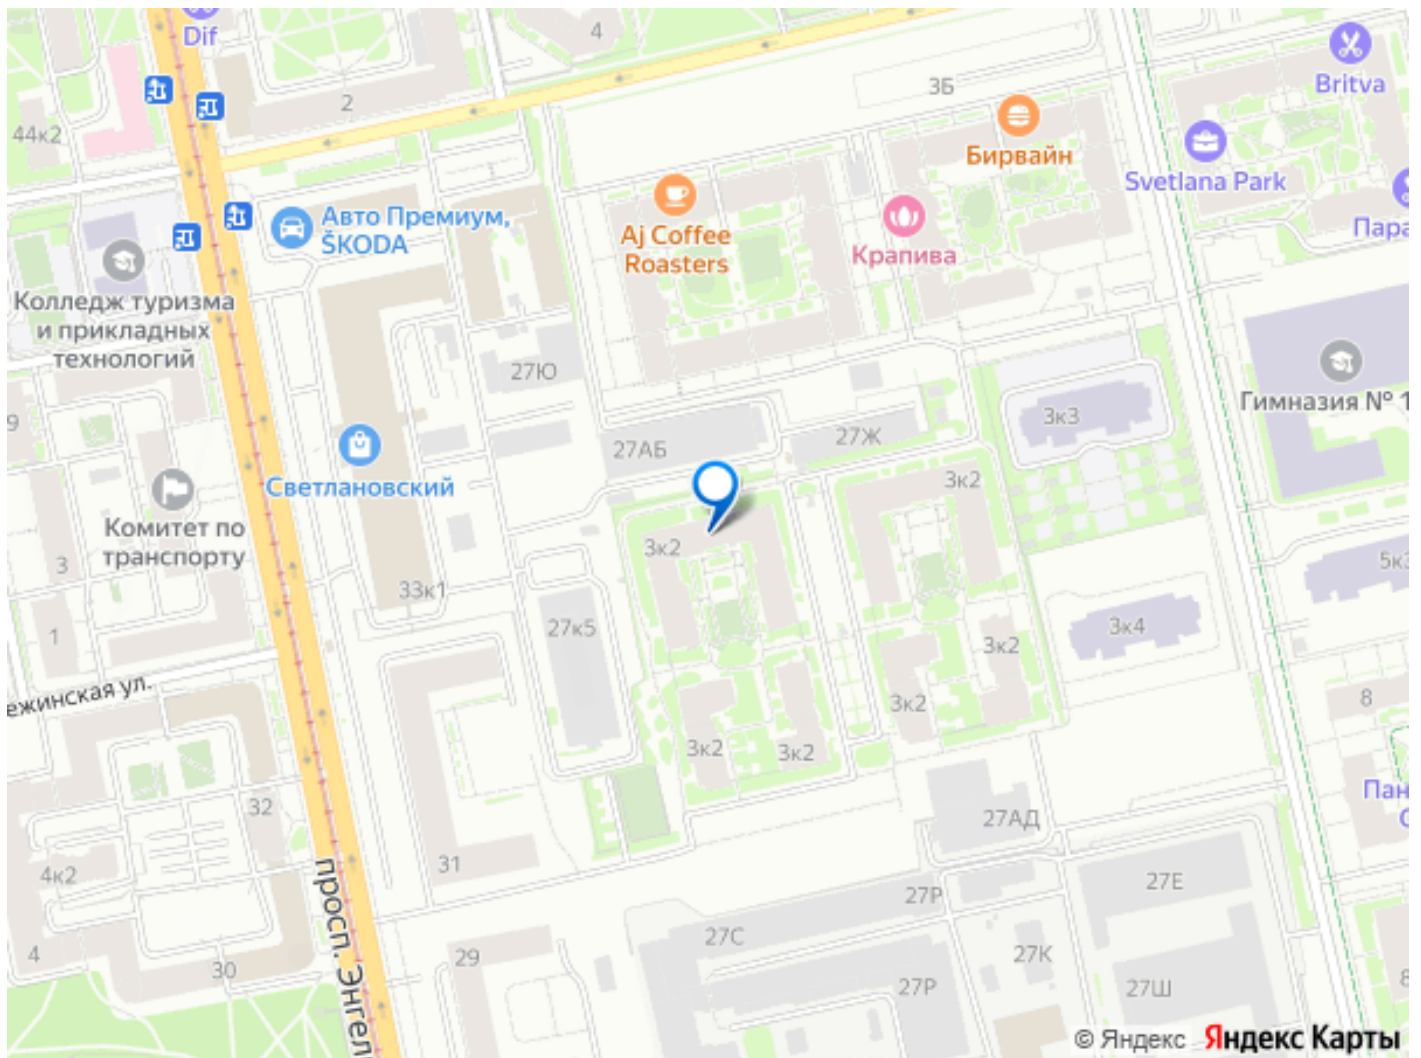 Dif
4
2
44к2
3Б
Britva
Бирвайн
Svetlana Park
Авто Премиум,
ŠKODA
Aj Coffee
Roasters
Крапива
Пара
Колледж туризма
и прикладных
технологий
27Ю
Гимназия № 1
9
3к3
27АБ
27Ж
Светлановский
3к2
Комитет по
транспорту
3к2
3
33к1
5к3
27к5
1
3к4
3к2
ежинская ул.
8
3к2
3к2
3к2
Пан
С
32
27АД
просп. Энгел
31
4к2
27Е
27Р
27С
4
30
29
27К
27Р
27Ш
8
© Яндекс Яндекс Карты